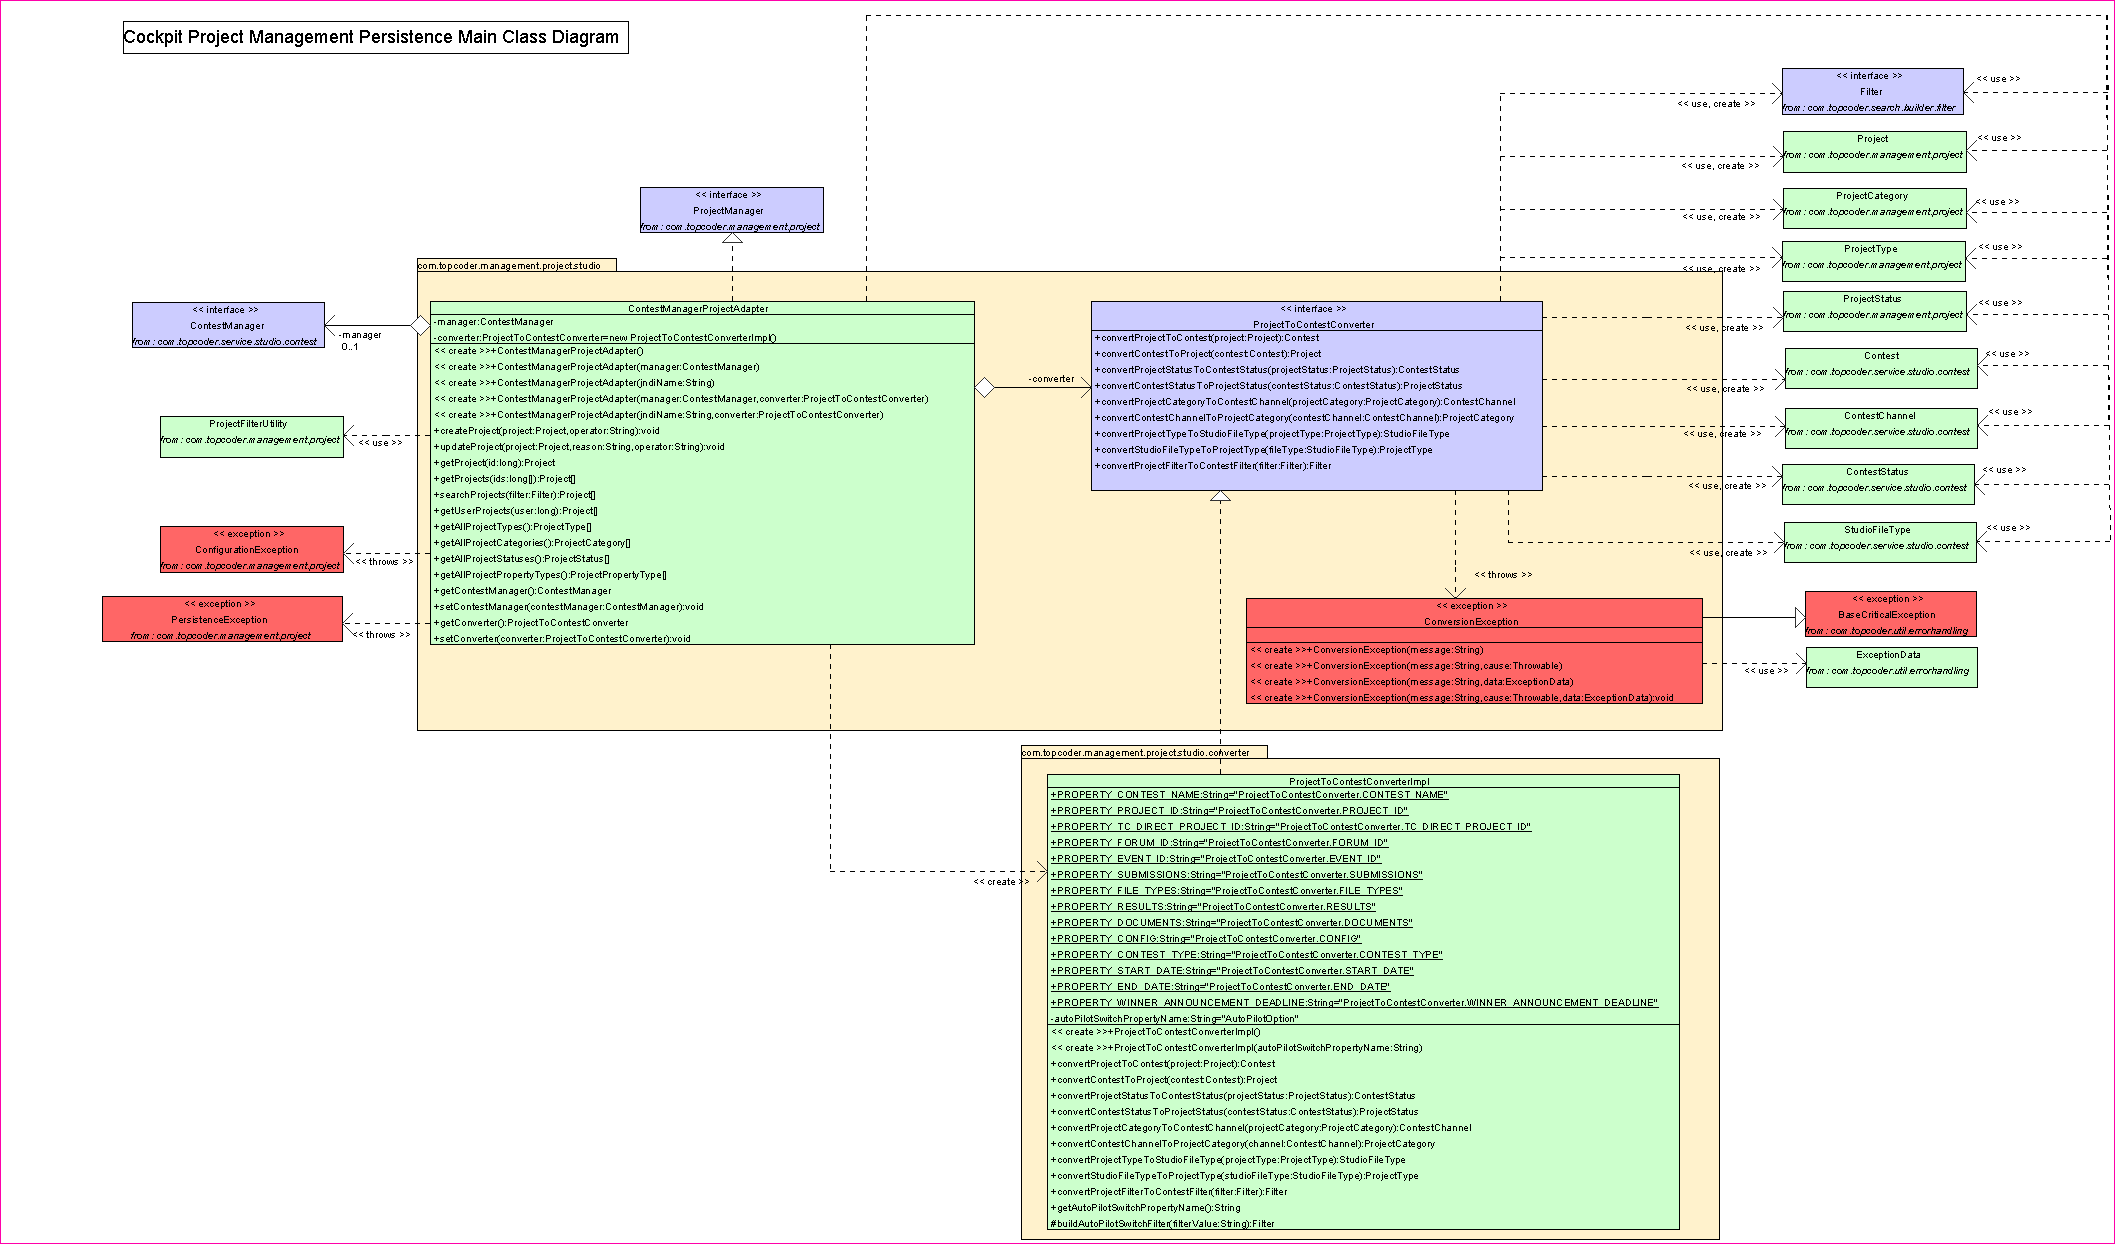 Cockpit Project Management Persistence Main Class Diagram
<< interface >>
Filter
from : com.topcoder.search.builder.filter
<< use >>
<< use, create >>
Project
from : com.topcoder.management.project
<< use >>
<< use, create >>
ProjectCategory
from : com.topcoder.management.project
<< use >>
<< use, create >>
ProjectType
from : com.topcoder.management.project
<< use >>
<< use, create >>
ProjectStatus
from : com.topcoder.management.project
<< use >>
<< use, create >>
Contest
from : com.topcoder.service.studio.contest
<< use >>
<< use, create >>
ContestChannel
from : com.topcoder.service.studio.contest
<< use >>
<< use, create >>
ContestStatus
from : com.topcoder.service.studio.contest
<< use >>
<< use, create >>
StudioFileType
from : com.topcoder.service.studio.contest
<< use >>
<< use, create >>
<< interface >>
ProjectManager
from : com.topcoder.management.project
<< interface >>
ContestManager
from : com.topcoder.service.studio.contest
-manager
0..1
ProjectFilterUtility
from : com.topcoder.management.project
<< use >>
<< exception >>
ConfigurationException
from : com.topcoder.management.project
<< throws >>
<< exception >>
PersistenceException
from : com.topcoder.management.project
<< throws >>
com.topcoder.management.project.studio
ContestManagerProjectAdapter
-manager:ContestManager
-converter:ProjectToContestConverter=new ProjectToContestConverterImpl()
<< create >>+ContestManagerProjectAdapter()
<< create >>+ContestManagerProjectAdapter(manager:ContestManager)
<< create >>+ContestManagerProjectAdapter(jndiName:String)
<< create >>+ContestManagerProjectAdapter(manager:ContestManager,converter:ProjectToContestConverter)
<< create >>+ContestManagerProjectAdapter(jndiName:String,converter:ProjectToContestConverter)
+createProject(project:Project,operator:String):void
+updateProject(project:Project,reason:String,operator:String):void
+getProject(id:long):Project
+getProjects(ids:long[]):Project[]
+searchProjects(filter:Filter):Project[]
+getUserProjects(user:long):Project[]
+getAllProjectTypes():ProjectType[]
+getAllProjectCategories():ProjectCategory[]
+getAllProjectStatuses():ProjectStatus[]
+getAllProjectPropertyTypes():ProjectPropertyType[]
+getContestManager():ContestManager
+setContestManager(contestManager:ContestManager):void
+getConverter():ProjectToContestConverter
+setConverter(converter:ProjectToContestConverter):void
-converter
<< interface >>
ProjectToContestConverter
+convertProjectToContest(project:Project):Contest
+convertContestToProject(contest:Contest):Project
+convertProjectStatusToContestStatus(projectStatus:ProjectStatus):ContestStatus
+convertContestStatusToProjectStatus(contestStatus:ContestStatus):ProjectStatus
+convertProjectCategoryToContestChannel(projectCategory:ProjectCategory):ContestChannel
+convertContestChannelToProjectCategory(contestChannel:ContestChannel):ProjectCategory
+convertProjectTypeToStudioFileType(projectType:ProjectType):StudioFileType
+convertStudioFileTypeToProjectType(fileType:StudioFileType):ProjectType
+convertProjectFilterToContestFilter(filter:Filter):Filter
<< throws >>
<< exception >>
ConversionException
<< create >>+ConversionException(message:String)
<< create >>+ConversionException(message:String,cause:Throwable)
<< create >>+ConversionException(message:String,data:ExceptionData)
<< create >>+ConversionException(message:String,cause:Throwable,data:ExceptionData):void
<< exception >>
BaseCriticalException
from : com.topcoder.util.errorhandling
ExceptionData
from : com.topcoder.util.errorhandling
<< use >>
<< create >>
com.topcoder.management.project.studio.converter
ProjectToContestConverterImpl
+PROPERTY_CONTEST_NAME:String="ProjectToContestConverter.CONTEST_NAME"
+PROPERTY_PROJECT_ID:String="ProjectToContestConverter.PROJECT_ID"
+PROPERTY_TC_DIRECT_PROJECT_ID:String="ProjectToContestConverter.TC_DIRECT_PROJECT_ID"
+PROPERTY_FORUM_ID:String="ProjectToContestConverter.FORUM_ID"
+PROPERTY_EVENT_ID:String="ProjectToContestConverter.EVENT_ID"
+PROPERTY_SUBMISSIONS:String="ProjectToContestConverter.SUBMISSIONS"
+PROPERTY_FILE_TYPES:String="ProjectToContestConverter.FILE_TYPES"
+PROPERTY_RESULTS:String="ProjectToContestConverter.RESULTS"
+PROPERTY_DOCUMENTS:String="ProjectToContestConverter.DOCUMENTS"
+PROPERTY_CONFIG:String="ProjectToContestConverter.CONFIG"
+PROPERTY_CONTEST_TYPE:String="ProjectToContestConverter.CONTEST_TYPE"
+PROPERTY_START_DATE:String="ProjectToContestConverter.START_DATE"
+PROPERTY_END_DATE:String="ProjectToContestConverter.END_DATE"
+PROPERTY_WINNER_ANNOUNCEMENT_DEADLINE:String="ProjectToContestConverter.WINNER_ANNOUNCEMENT_DEADLINE"
-autoPilotSwitchPropertyName:String="AutoPilotOption"
<< create >>+ProjectToContestConverterImpl()
<< create >>+ProjectToContestConverterImpl(autoPilotSwitchPropertyName:String)
+convertProjectToContest(project:Project):Contest
+convertContestToProject(contest:Contest):Project
+convertProjectStatusToContestStatus(projectStatus:ProjectStatus):ContestStatus
+convertContestStatusToProjectStatus(contestStatus:ContestStatus):ProjectStatus
+convertProjectCategoryToContestChannel(projectCategory:ProjectCategory):ContestChannel
+convertContestChannelToProjectCategory(channel:ContestChannel):ProjectCategory
+convertProjectTypeToStudioFileType(projectType:ProjectType):StudioFileType
+convertStudioFileTypeToProjectType(studioFileType:StudioFileType):ProjectType
+convertProjectFilterToContestFilter(filter:Filter):Filter
+getAutoPilotSwitchPropertyName():String
#buildAutoPilotSwitchFilter(filterValue:String):Filter